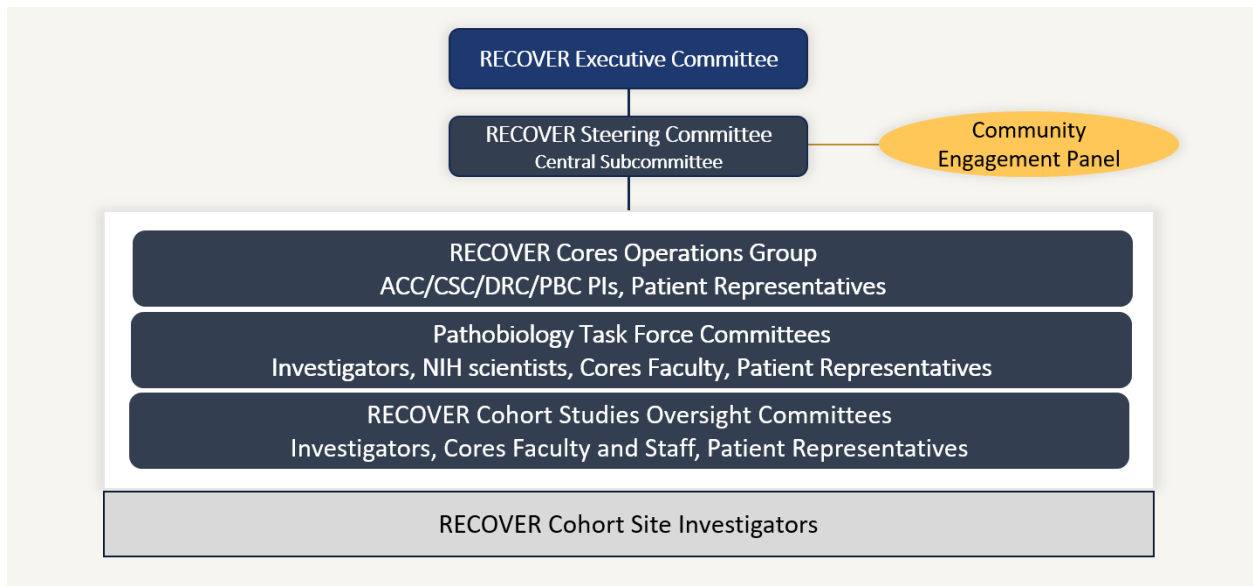 RECOVER Executive Committee
RECOVER Steering Committee
Central Subcommittee
Community
Engagement Panel
RECOVER Cores Operations Group
ACC/CSC/DRC/PBC PIs, Patient Representatives
Pathobiology Task Force Committees
Investigators, NIH scientists, Cores Faculty, Patient Representatives
RECOVER Cohort Studies Oversight Committees
Investigators, Cores Faculty and Staff, Patient Representatives
RECOVER Cohort Site Investigators